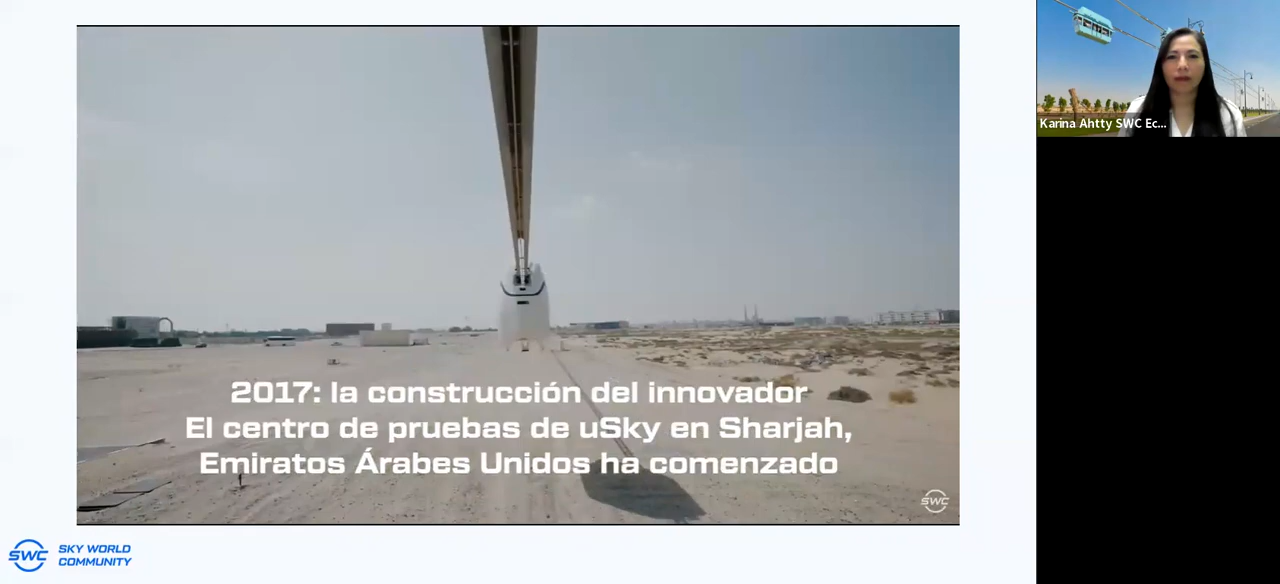 2017: la construcción del innovador
El centro de pruebas de uSky en Sharjah,
Emiratos Árabes Unidos ha comenzado
SWC
SWC
SKY WORLD
COMMUNITY
Karina Ahtty SWC Ec...